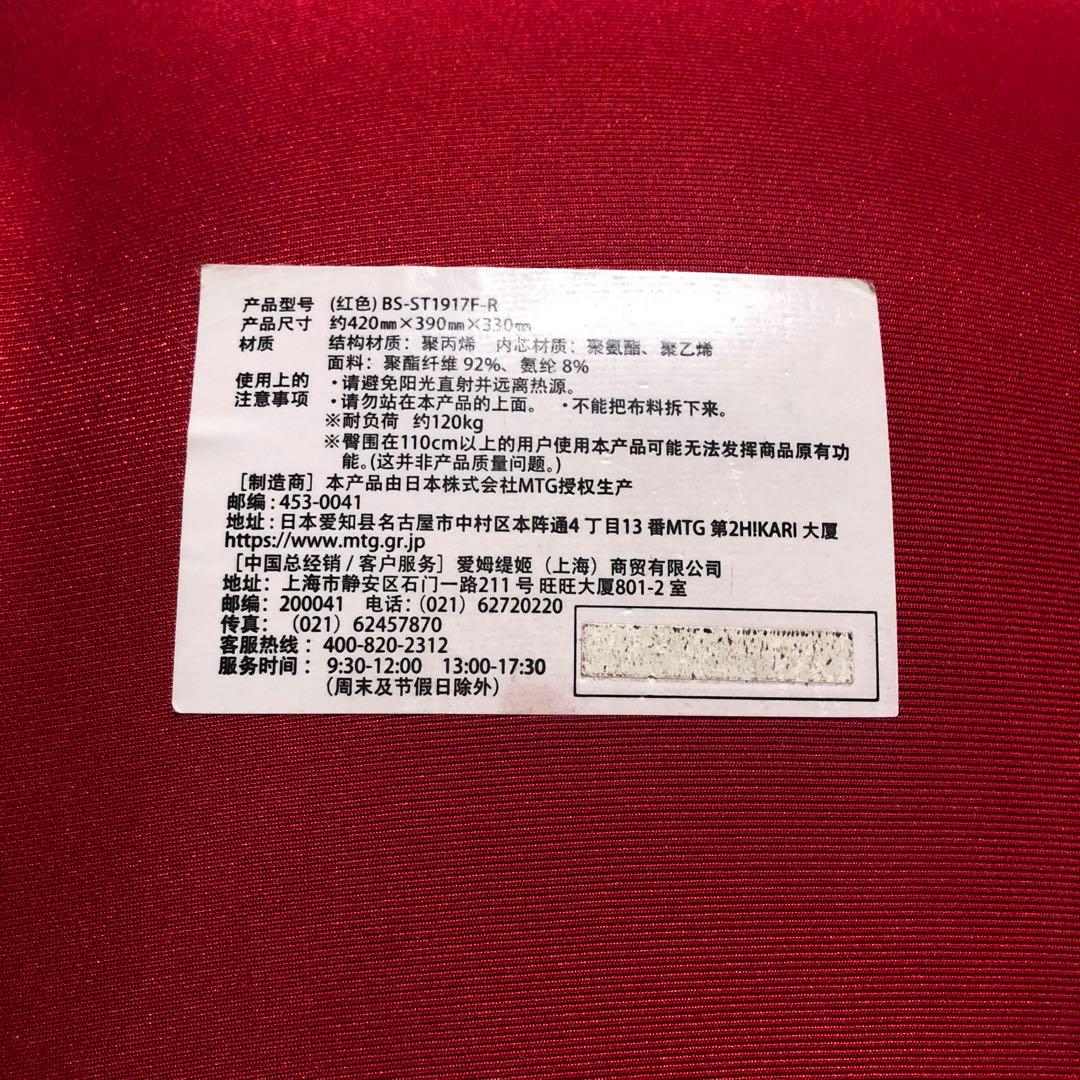 产品型号 (红色) BS-ST1917F-R
产品尺寸 约420㎜×390㎜×330㎜
材质 结构材质：聚丙烯 内芯材质：聚氨酯、聚乙烯
面料：聚酯纤维 92%、氨纶 8%
使用上的 ・请避免阳光直射并远离热源。
注意事项 ・请勿站在本产品的上面。 ・不能把布料拆下来。
※耐负荷 约120kg
※臀围在110cm以上的用户使用本产品可能无法发挥商品原有功
能。(这并非产品质量问题。)
［制造商］本产品由日本株式会社MTG授权生产
邮编：453-0041
地址：日本爱知县名古屋市中村区本阵通4 丁目13 番MTG 第2HIKARI 大厦
https://www.mtg.gr.jp
［中国总经销 / 客户服务］爱姆缇姬（上海）商贸有限公司
地址：上海市静安区石门一路211 号 旺旺大厦801-2 室
邮编：200041 电话：（021）62720220
传真：（021）62457870
客服热线：400-820-2312
服务时间：9:30-12:00 13:00-17:30
（周末及节假日除外）